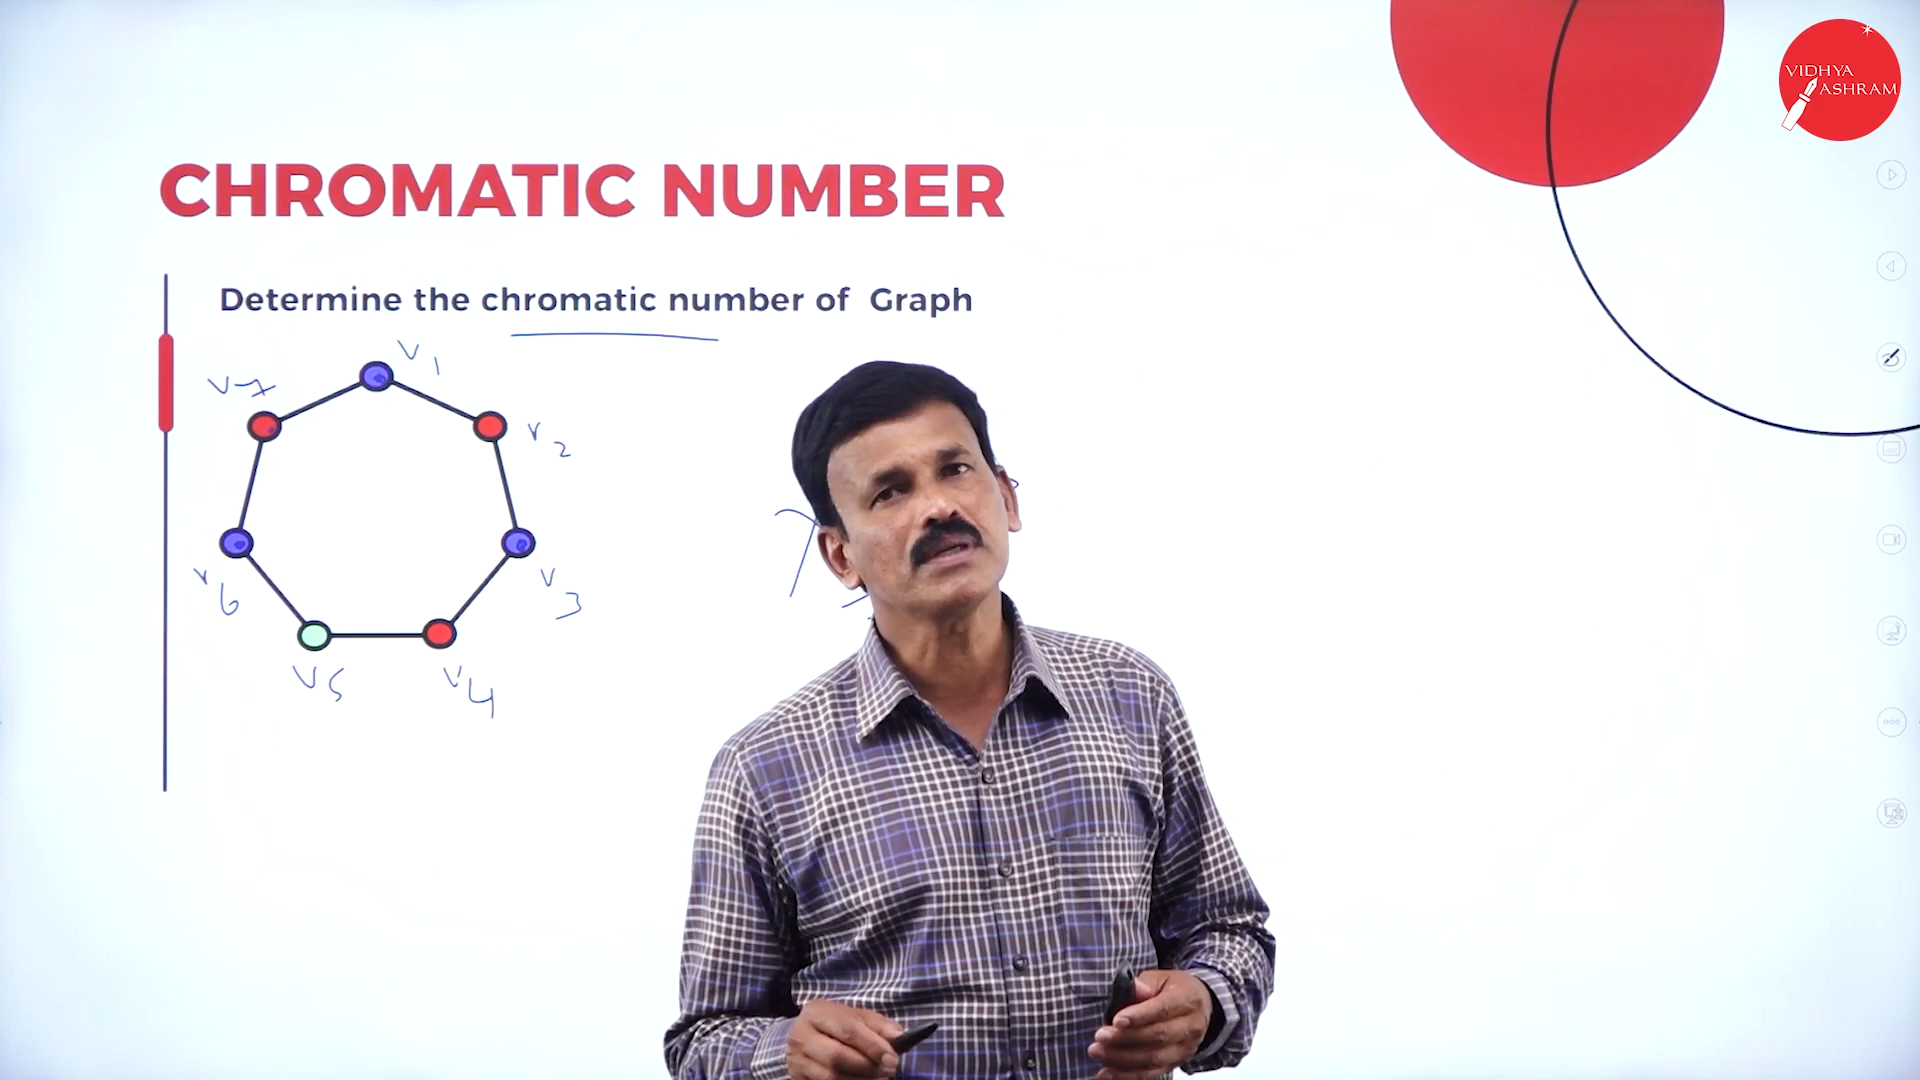 VIDHYA
ASHRAM
CHROMATIC NUMBER
Determine the chromatic number of Graph
V1
V7
V2
V6
V3
V5
V4